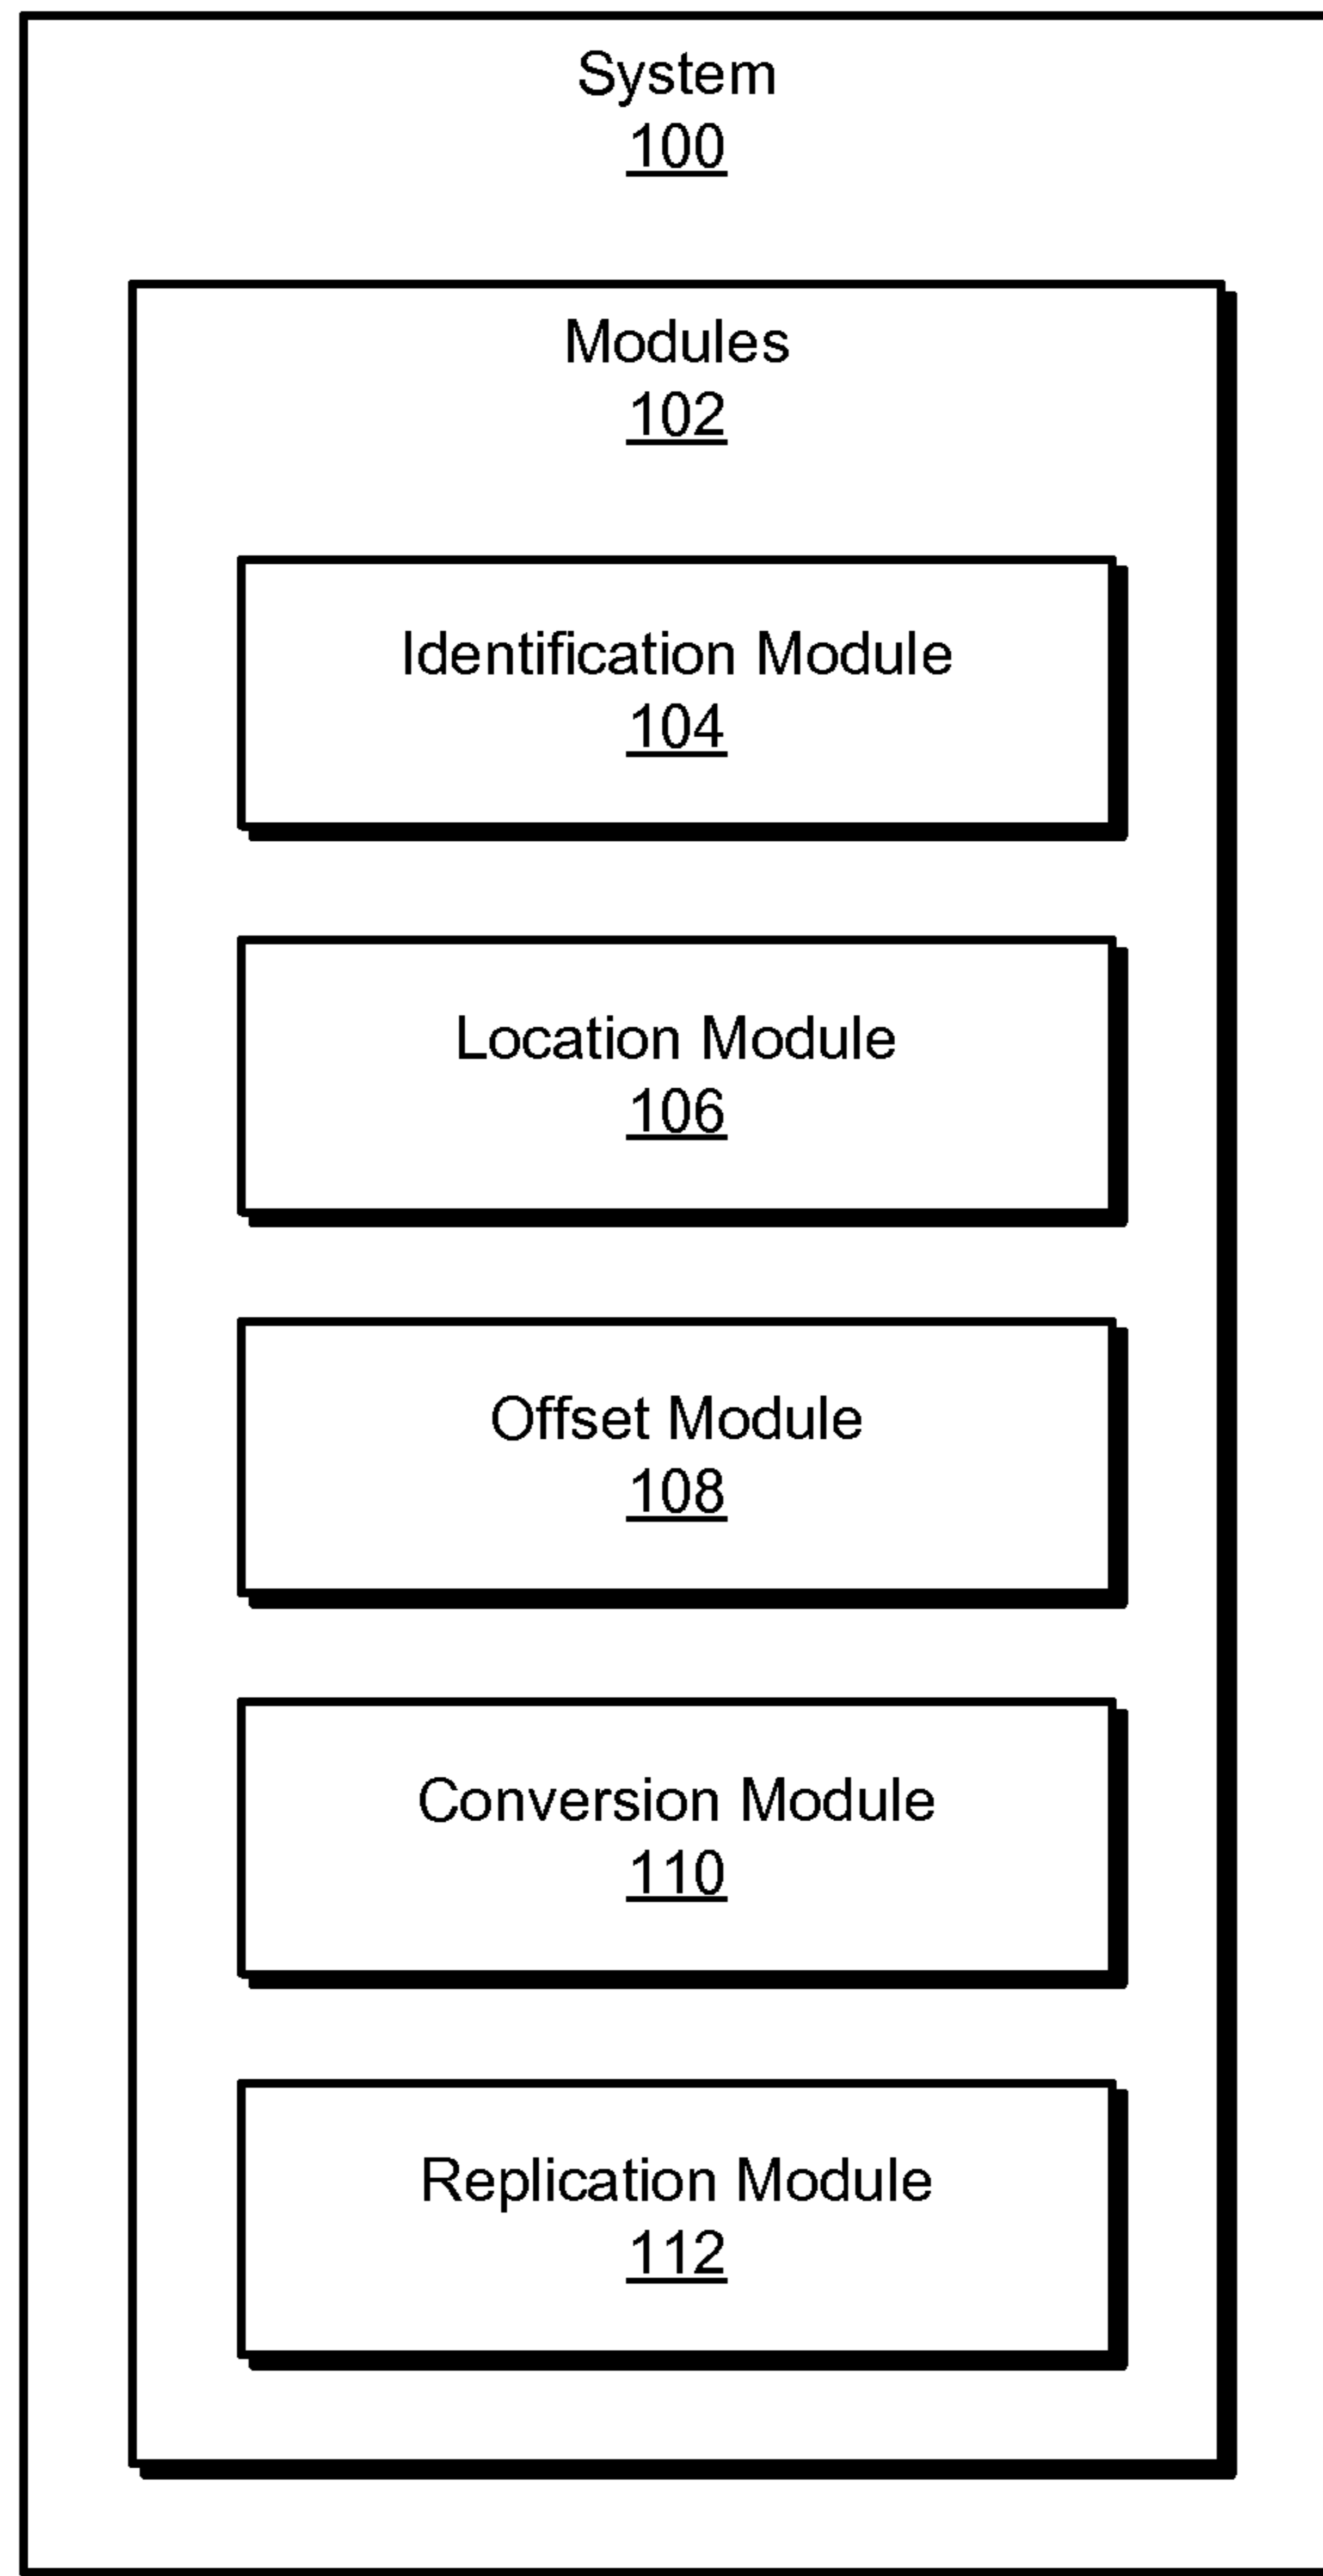 System
100
Modules
102
Identification Module
104
Location Module
106
Offset Module
108
Conversion Module
110
Replication Module
112